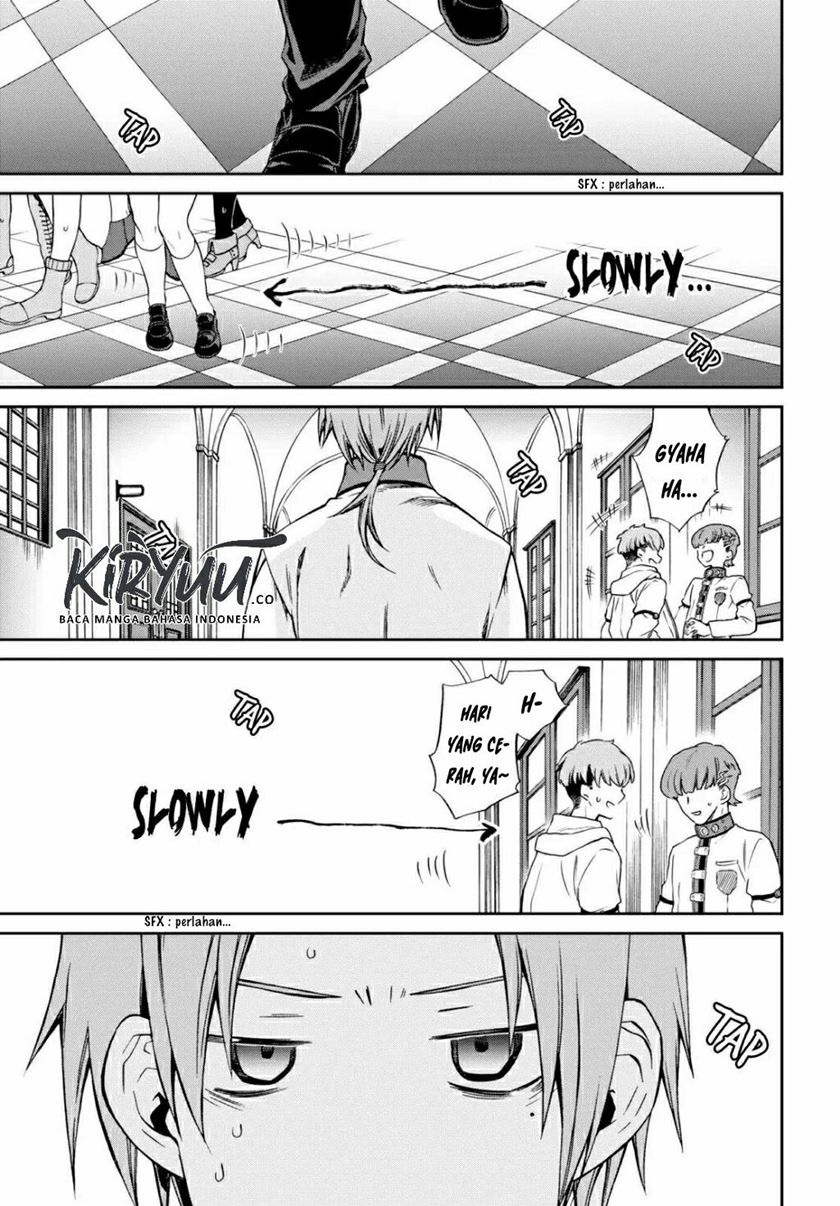 TAP
TAP
SFX : perlahan...
SLOWLY...
TAP
GYAHA
HA...
TAP
TAP
KIRYUU.CO
BACA MANGA BAHASA INDONESIA
H-
HARI
YANG CE-
RAH, YA~
TAP
SLOWLY
SFX : perlahan...
TAP